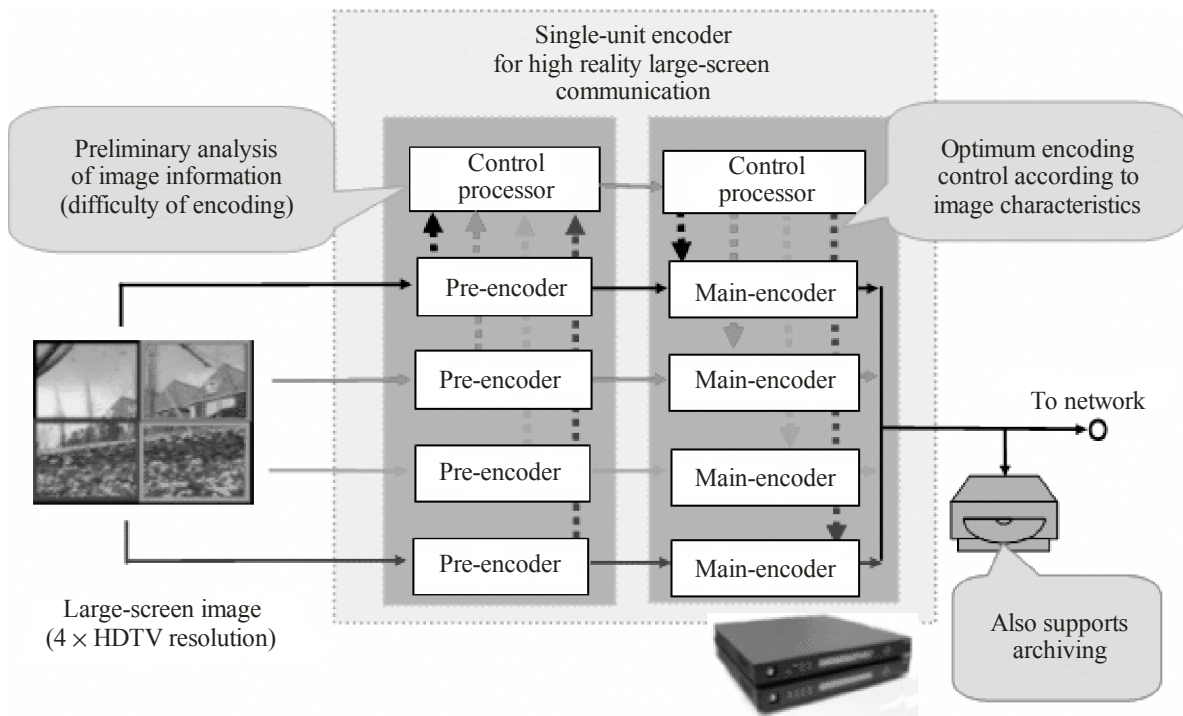 Single-unit encoder
for high reality large-screen
communication
Preliminary analysis
of image information
(difficulty of encoding)
Control
processor
Control
processor
Optimum encoding
control according to
image characteristics
Pre-encoder
Main-encoder
Pre-encoder
Main-encoder
To network
Pre-encoder
Main-encoder
Pre-encoder
Main-encoder
Large-screen image
(4 × HDTV resolution)
Also supports
archiving